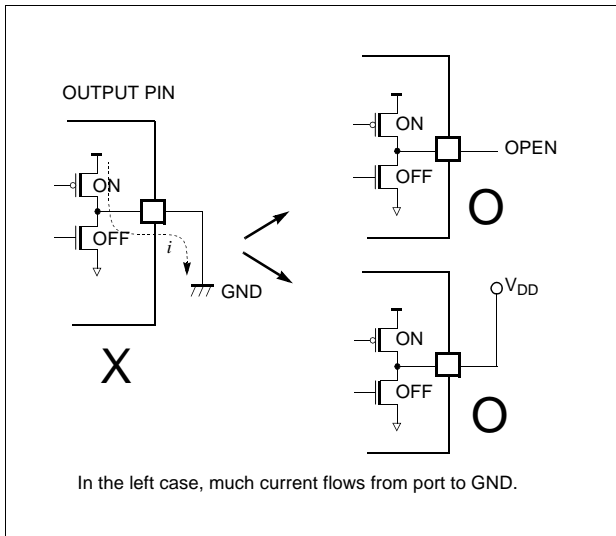 OUTPUT PIN
ON
OFF
i
GND
X
ON
OFF
OPEN
O
VDD
ON
OFF
O
In the left case, much current flows from port to GND.